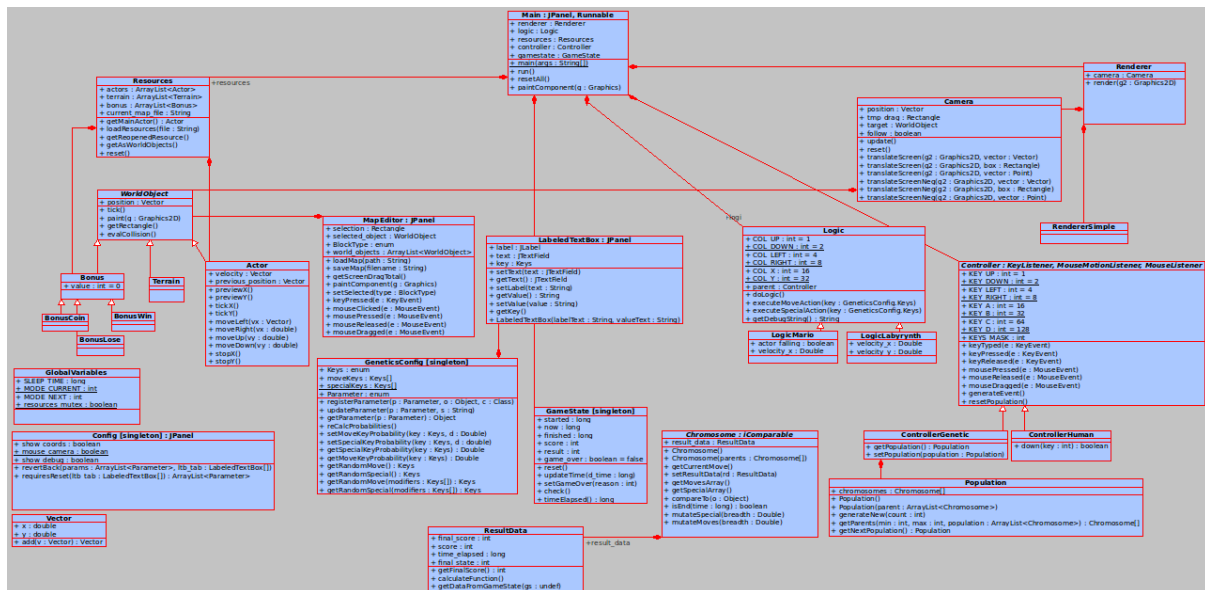 Main : JPanel, Runnable
+ renderer : Renderer
+ logic : Logic
+ resources : Resources
+ controller : Controller
+ gamestate : GameState
+ main(args : String[])
+ run()
+ resetAll()
+ paintComponent(g : Graphics)
Resources
+ actors : ArrayList<Actor>
+ terrain : ArrayList<Terrain>
+ bonus : ArrayList<Bonus>
+ current_map_file : String
+ getMainActor() : Actor
+ loadResources(file : String)
+ getReopenedResource()
+ getAsWorldObjects()
+ reset()
+resources
Renderer
+ camera : Camera
+ render(g2 : Graphics2D)
Camera
+ position : Vector
+ tmp_drag : Rectangle
+ target : WorldObject
+ follow : boolean
+ update()
+ reset()
+ translateScreen(g2 : Graphics2D, vector : Vector)
+ translateScreen(g2 : Graphics2D, box : Rectangle)
+ translateScreen(g2 : Graphics2D, vector : Point)
+ translateScreenNeg(g2 : Graphics2D, vector : Vector)
+ translateScreenNeg(g2 : Graphics2D, box : Rectangle)
+ translateScreenNeg(g2 : Graphics2D, vector : Point)
RendererSimple
WorldObject
+ position : Vector
+ tick()
+ paint(g : Graphics2D)
+ getRectangle()
+ evalCollision()
MapEditor : JPanel
+ selection : Rectangle
+ selected_object : WorldObject
+ BlockType : enum
+ world_objects : ArrayList<WorldObject>
+ loadMap(path : String)
+ saveMap(filename : String)
+ getScreenDragTotal()
+ paintComponent(g : Graphics)
+ setSelected(type : BlockType)
+ keyPressed(e : KeyEvent)
+ mouseClicked(e : MouseEvent)
+ mousePressed(e : MouseEvent)
+ mouseReleased(e : MouseEvent)
+ mouseDragged(e : MouseEvent)
LabeledTextBox : JPanel
+ label : JLabel
+ text : JTextField
+ key : Keys
+ setText(text : JTextField)
+ getText() : JTextField
+ setLabel(text : String)
+ getValue() : String
+ setValue(value : String)
+ getKey()
+ LabeledTextBox(labelText : String, valueText : String)
Logic
+ COL_UP : int = 1
+ COL_DOWN : int = 2
+ COL_LEFT : int = 4
+ COL_RIGHT : int = 8
+ COL_X : int = 16
+ COL_Y : int = 32
+ parent : Controller
+ doLogic()
+ executeMoveAction(key : GeneticsConfig.Keys)
+ executeSpecialAction(key : GeneticsConfig.Keys)
+ getDebugString() : String
LogicMario
+ actor_falling : boolean
+ velocity_x : Double
LogicLabyrynth
+ velocity_x : Double
+ velocity_y : Double
Controller : KeyListener, MouseMotionListener, MouseListener
+ KEY_UP : int = 1
+ KEY_DOWN : int = 2
+ KEY_LEFT : int = 4
+ KEY_RIGHT : int = 8
+ KEY_A : int = 16
+ KEY_B : int = 32
+ KEY_C : int = 64
+ KEY_D : int = 128
+ KEYS_MASK : int
+ keyTyped(e : KeyEvent)
+ keyPressed(e : KeyEvent)
+ keyReleased(e : KeyEvent)
+ mousePressed(e : MouseEvent)
+ mouseReleased(e : MouseEvent)
+ mouseDragged(e : MouseEvent)
+ generateEvent()
+ resetPopulation()
Bonus
+ value : int = 0
Terrain
BonusCoin
BonusWin
BonusLose
Actor
+ velocity : Vector
+ previous_position : Vector
+ previewX()
+ previewY()
+ tickX()
+ tickY()
+ moveLeft(vx : Vector)
+ moveRight(vx : double)
+ moveUp(vy : double)
+ moveDown(vy : double)
+ stopX()
+ stopY()
GlobalVariables
+ SLEEP_TIME : long
+ MODE_CURRENT : int
+ MODE_NEXT : int
+ resources_mutex : boolean
GeneticsConfig [singleton]
+ Keys : enum
+ moveKeys : Keys[]
+ specialKeys : Keys[]
+ Parameter : enum
+ registerParameter(p : Parameter, o : Object, c : Class)
+ updateParameter(p : Parameter, s : String)
+ getParameter(p : Parameter) : Object
+ reCalcProbabilities()
+ setMoveKeyProbability(key : Keys, d : Double)
+ setSpecialKeyProbability(key : Keys, d : double)
+ getSpecialKeyProbability(key : Keys) : Double
+ getMoveKeyProbability(key : Keys) : Double
+ getRandomMove() : Keys
+ getRandomSpecial() : Keys
+ getRandomMove(modifiers : Keys[]) : Keys
+ getRandomSpecial(modifiers : Keys[]) : Keys
GameState [singleton]
+ started : long
+ now : long
+ finished : long
+ score : int
+ result : int
+ game_over : boolean = false
+ reset()
+ updateTime(d_time : long)
+ setGameOver(reason : int)
+ check()
+ timeElapsed() : long
Chromosome : iComparable
+ result_data : ResultData
+ Chromosome()
+ Chromosome(parents : Chromosome[])
+ getCurrentMove()
+ setResultData(rd : ResultData)
+ getMovesArray()
+ getSpecialArray()
+ compareTo(o : Object)
+ isEnd(time : long) : boolean
+ mutateSpecial(breadth : Double)
+ mutateMoves(breadth : Double)
ControllerGenetic
+ getPopulation() : Population
+ setPopulation(population : Population)
ControllerHuman
+ down(key : int) : boolean
Population
+ chromosomes : Chromosome[]
+ Population()
+ Population(parent : ArrayList<Chromosome>)
+ generateNew(count : int)
+ getParents(min : int, max : int, population : ArrayList<Chromosome>) : Chromosome[]
+ getNextPopulation() : Population
Config [singleton] : JPanel
+ show_coords : boolean
+ mouse_camera : boolean
+ show_debug : boolean
+ revertBack(params : ArrayList<Parameter>, ltb_tab : LabeledTextBox[])
+ requiresReset(ltb_tab : LabeledTextBox[]) : ArrayList<Parameter>
Vector
+ x : double
+ y : double
+ add(v : Vector) : Vector
ResultData
+ final_score : int
+ score : int
+ time_elapsed : long
+ final_state : int
+ getFinalScore() : int
+ calculateFunction()
+ getDataFromGameState(gs : undef)
+result_data